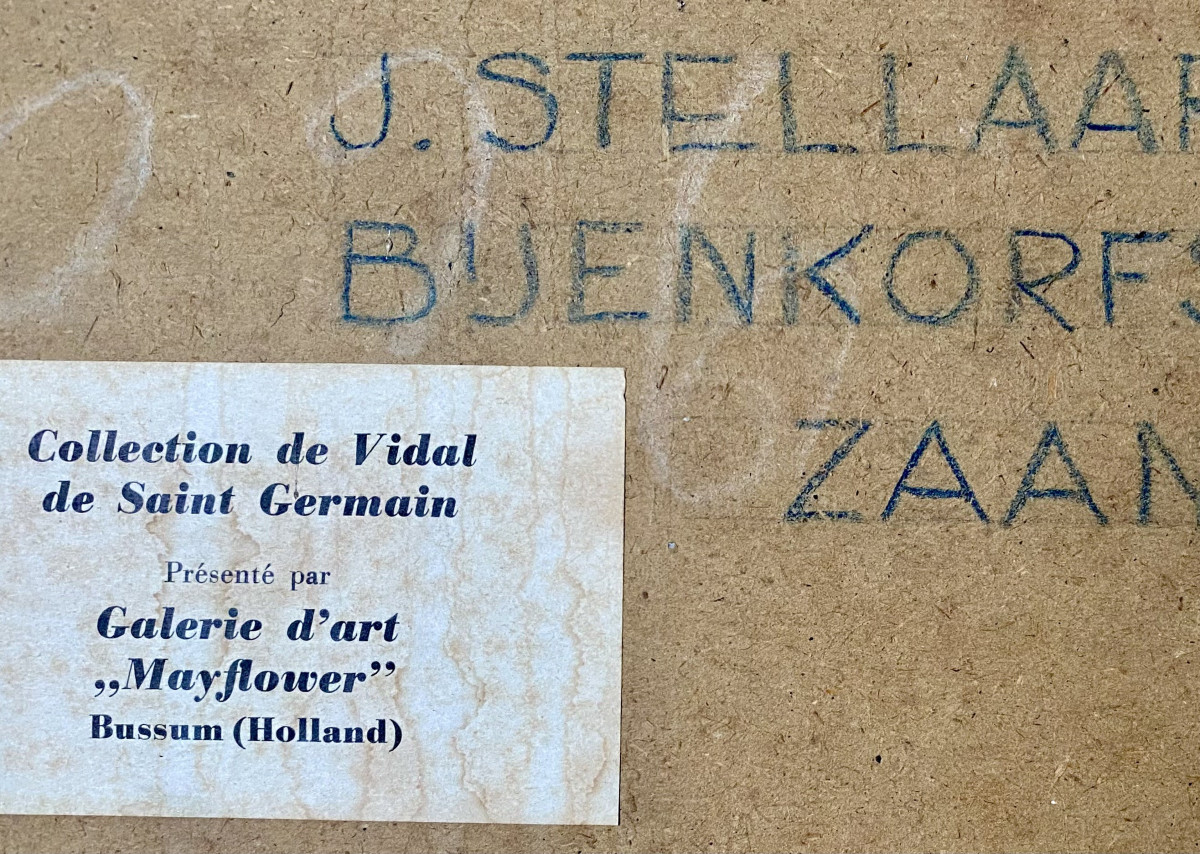 J. STELLAAR
BIJENKORFS
ZAAN
Collection de Vidal
de Saint Germain
Présenté par
Galerie d'art
„Mayflower”
Bussum (Holland)